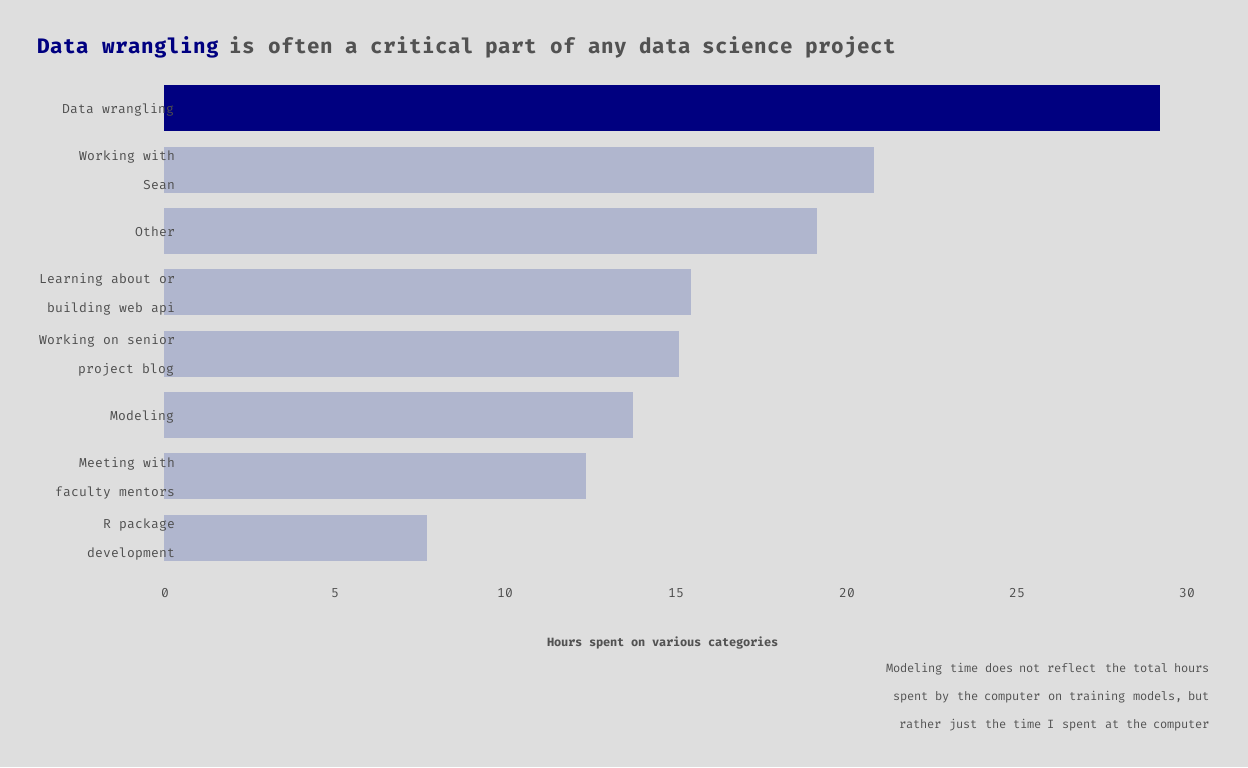 Data wrangling is often a critical part of any data science project
Data wrangling
Working with
Sean
Other
Learning about or
building web api
Working on senior
project blog
Modeling
Meeting with
faculty mentors
R package
development
0 5 10 15 20 25 30
Hours spent on various categories
Modeling time does not reflect the total hours
spent by the computer on training models, but
rather just the time I spent at the computer